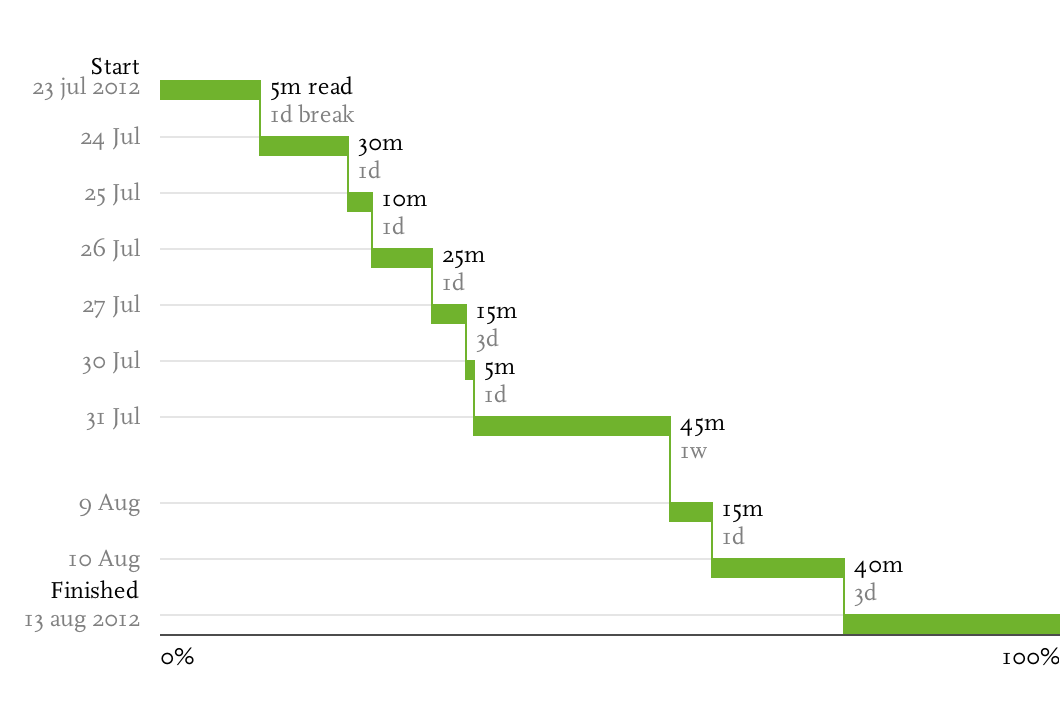 Start
23 jul 2012
5m read
1d break
24 Jul
30m
1d
25 Jul
10m
1d
26 Jul
25m
1d
27 Jul
15m
3d
30 Jul
5m
1d
31 Jul
45m
1w
9 Aug
15m
1d
10 Aug
40m
Finished
3d
13 aug 2012
0%
100%